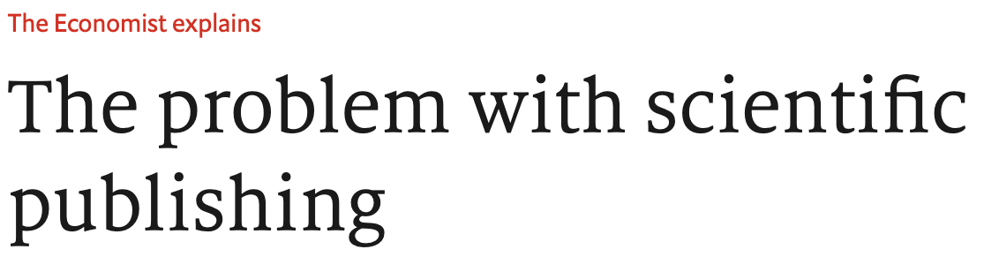 The Economist explains
The problem with scientific
publishing